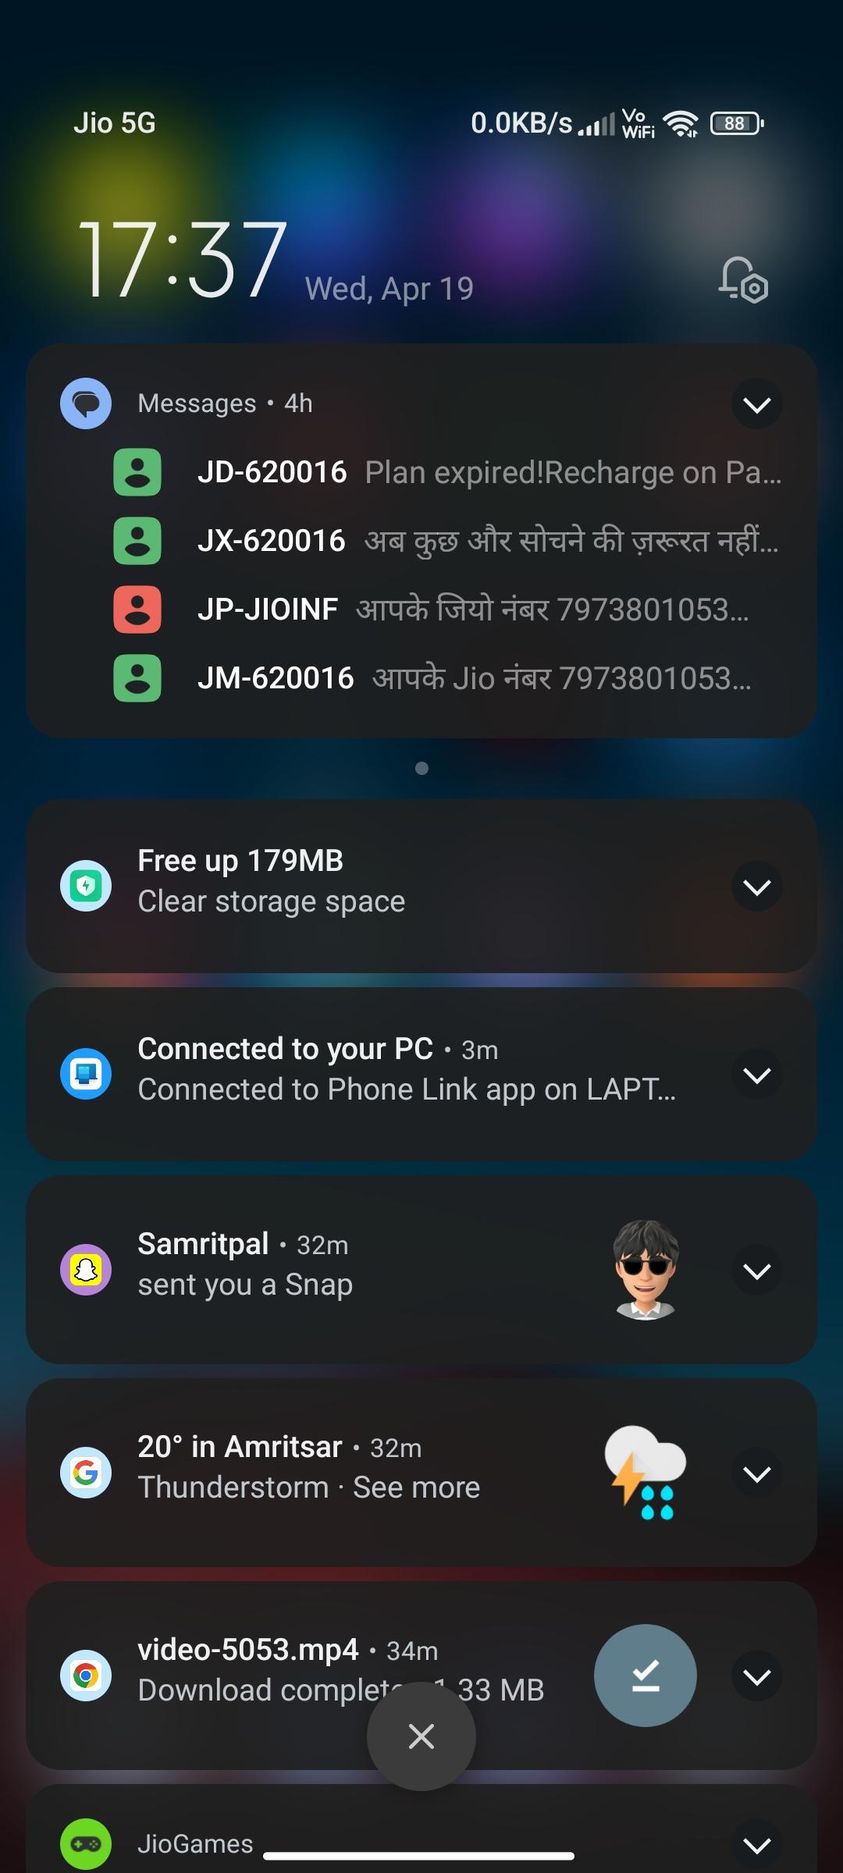 Jio 5G 0.0KB/s Vo WiFi 88
17:37 Wed, Apr 19
Messages • 4h
JD-620016 Plan expired!Recharge on Pa...
JX-620016 अब कुछ और सोचने की ज़रूरत नहीं...
JP-JIOINF आपके जियो नंबर 7973801053...
JM-620016 आपके Jio नंबर 7973801053...
Free up 179MB
Clear storage space
Connected to your PC • 3m
Connected to Phone Link app on LAPT...
Samritpal • 32m
sent you a Snap
20° in Amritsar • 32m
Thunderstorm · See more
video-5053.mp4 • 34m
Download complete 33 MB
JioGames